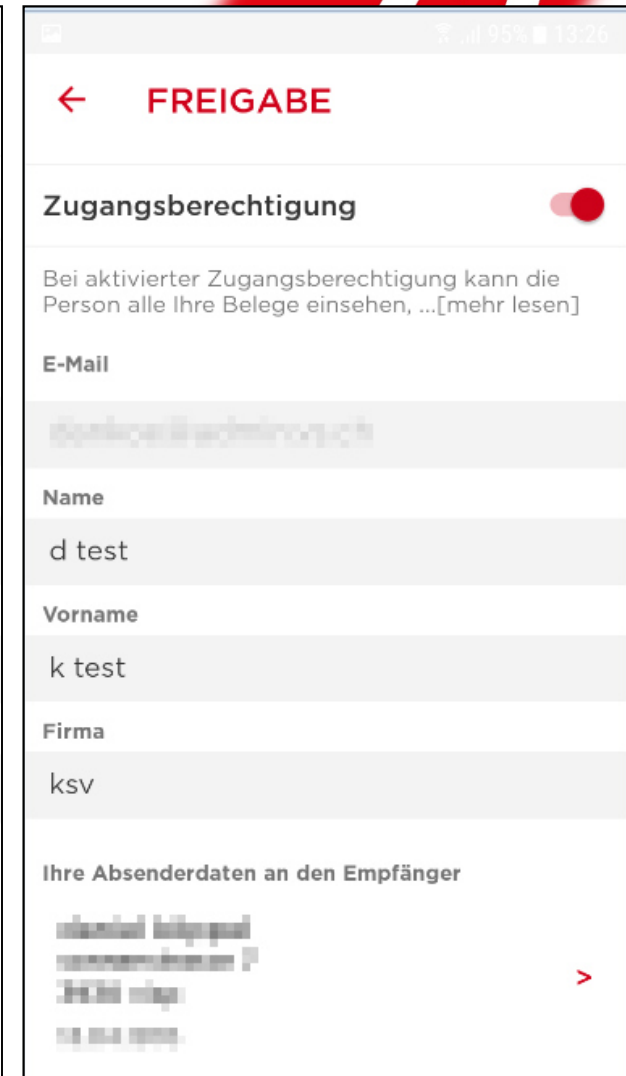 95% 13:26
FREIGABE
Zugangsberechtigung
Bei aktivierter Zugangsberechtigung kann die
Person alle Ihre Belege einsehen, ...[mehr lesen]
E-Mail
Name
d test
Vorname
k test
Firma
ksv
Ihre Absenderdaten an den Empfänger
>